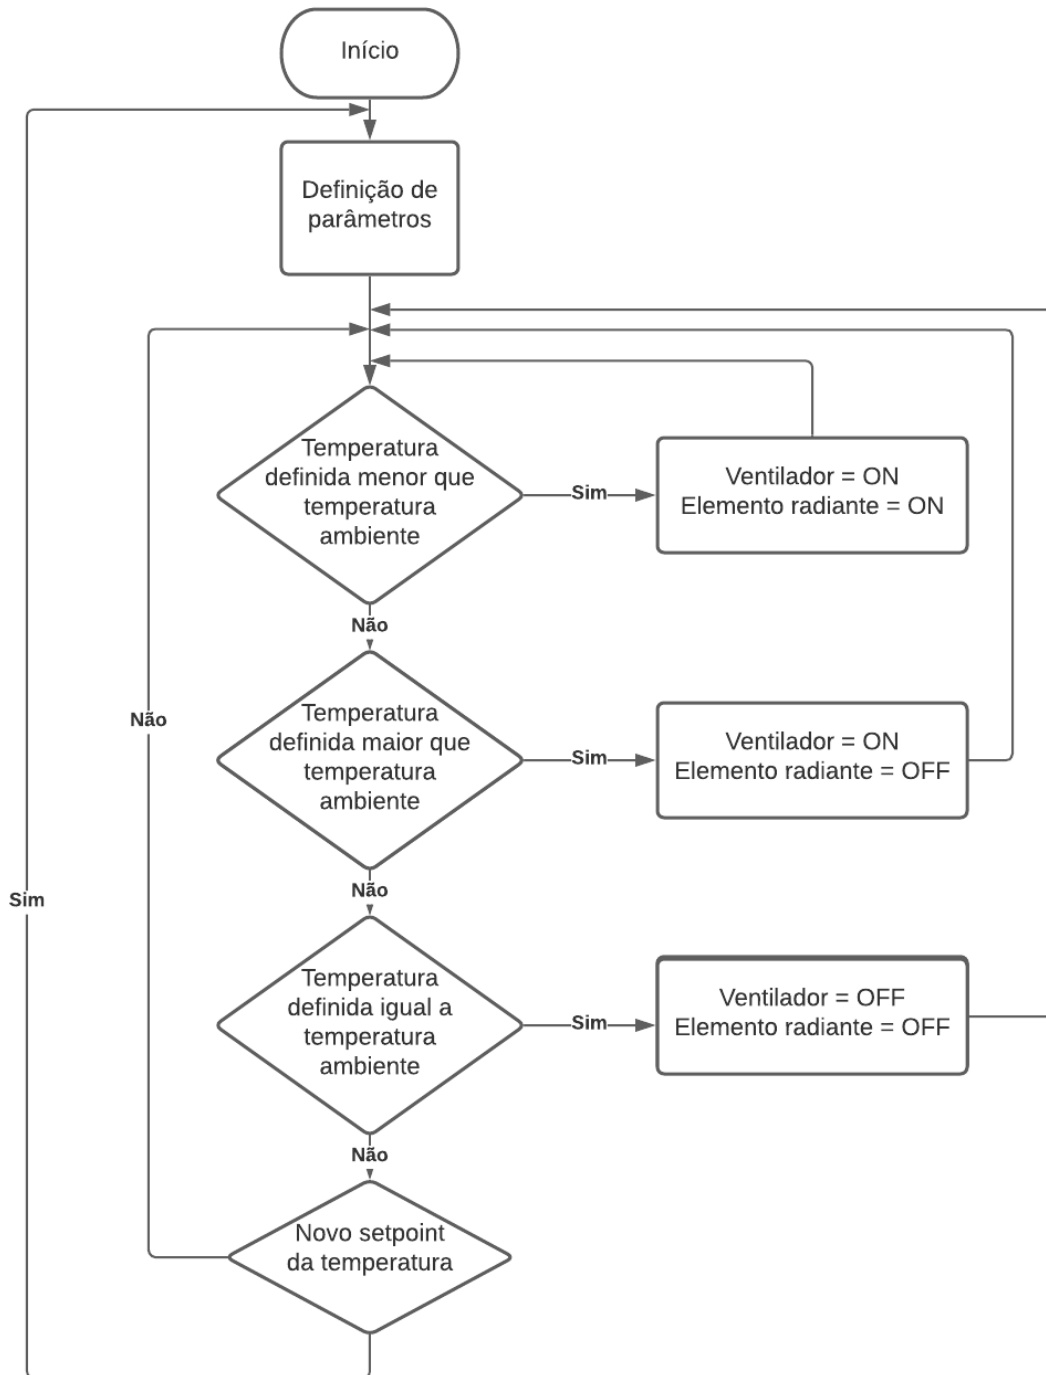 Início
Definição de
parâmetros
Temperatura
definida menor que
temperatura
ambiente
Sim
Ventilador = ON
Elemento radiante = ON
Não
Temperatura
definida maior que
temperatura
ambiente
Sim
Ventilador = ON
Elemento radiante = OFF
Não
Não
Sim
Temperatura
definida igual a
temperatura
ambiente
Sim
Ventilador = OFF
Elemento radiante = OFF
Não
Novo setpoint
da temperatura